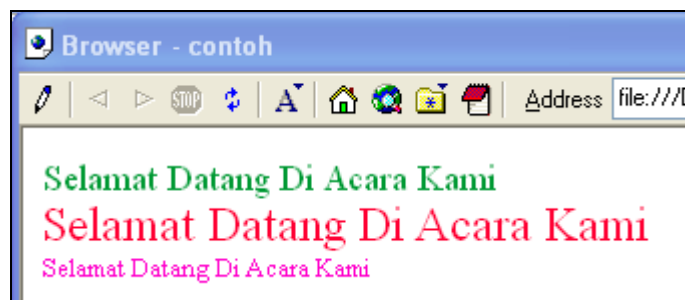 Browser - contoh
STOP A Address file:///D
Selamat Datang Di Acara Kami
Selamat Datang Di Acara Kami
Selamat Datang Di Acara Kami